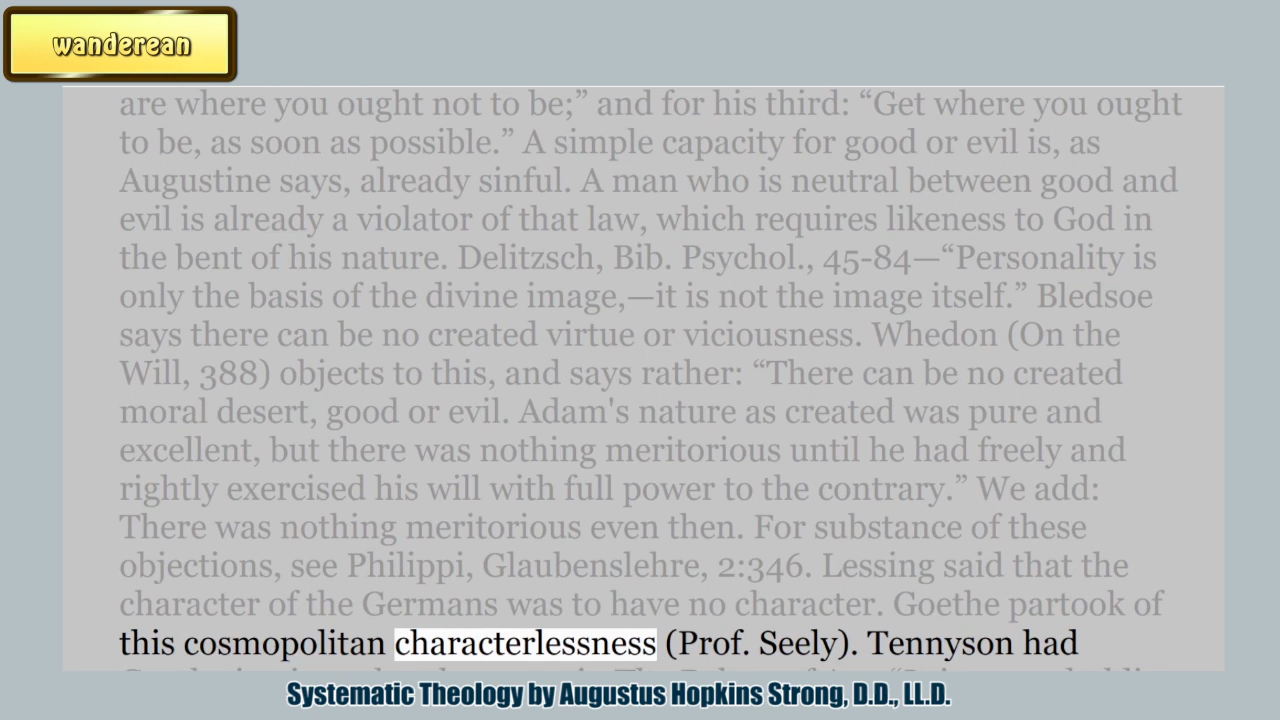 wanderean
are where you ought not to be;” and for his third: “Get where you ought
to be, as soon as possible.” A simple capacity for good or evil is, as
Augustine says, already sinful. A man who is neutral between good and
evil is already a violator of that law, which requires likeness to God in
the bent of his nature. Delitzsch, Bib. Psychol., 45-84—“Personality is
only the basis of the divine image,—it is not the image itself.” Bledsoe
says there can be no created virtue or viciousness. Whedon (On the
Will, 388) objects to this, and says rather: “There can be no created
moral desert, good or evil. Adam's nature as created was pure and
excellent, but there was nothing meritorious until he had freely and
rightly exercised his will with full power to the contrary.” We add:
There was nothing meritorious even then. For substance of these
objections, see Philippi, Glaubenslehre, 2:346. Lessing said that the
character of the Germans was to have no character. Goethe partook of
this cosmopolitan characterlessness (Prof. Seely). Tennyson had
Systematic Theology by Augustus Hopkins Strong, D.D., LL.D.